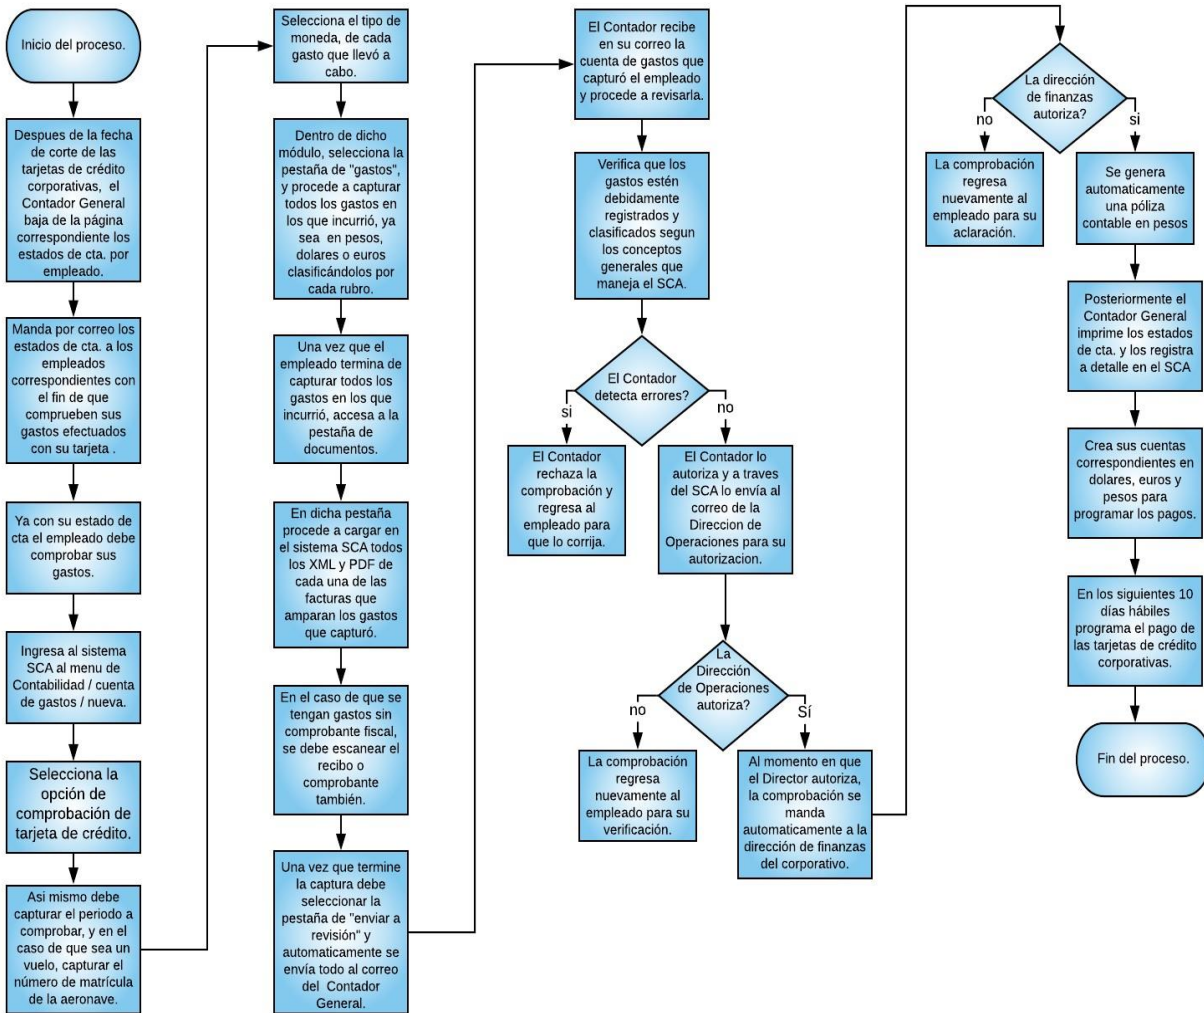 Inicio del proceso.
Despues de la fecha
de corte de las
tarjetas de crédito
corporativas, el
Contador General
baja de la página
correspondiente los
estados de cta. por
empleado.
Manda por correo los
estados de cta. a los
empleados
correspondientes con
el fin de que
comprueben sus
gastos efectuados
con su tarjeta .
Ya con su estado de
cta el empleado debe
comprobar sus
gastos.
Ingresa al sistema
SCA al menu de
Contabilidad / cuenta
de gastos / nueva.
Selecciona la
opción de
comprobación de
tarjeta de crédito.
Asi mismo debe
capturar el periodo a
comprobar, y en el
caso de que sea un
vuelo, capturar el
número de matrícula
de la aeronave.
Selecciona el tipo de
moneda, de cada
gasto que llevó a
cabo.
Dentro de dicho
módulo, selecciona la
pestaña de "gastos",
y procede a capturar
todos los gastos en
los que incurrió, ya
sea en pesos,
dolares o euros
clasificándolos por
cada rubro.
Una vez que el
empleado termina de
capturar todos los
gastos en los que
incurrió, accesa a la
pestaña de
documentos.
En dicha pestaña
procede a cargar en
el sistema SCA todos
los XML y PDF de
cada una de las
facturas que
amparan los gastos
que capturó.
En el caso de que se
tengan gastos sin
comprobante fiscal,
se debe escanear el
recibo o
comprobante
también.
Una vez que termine
la captura debe
seleccionar la
pestaña de "enviar a
revisión" y
automaticamente se
envía todo al correo
del Contador
General.
El Contador recibe
en su correo la
cuenta de gastos que
capturó el empleado
y procede a revisarla.
Verifica que los
gastos estén
debidamente
registrados y
clasificados segun
los conceptos
generales que
maneja el SCA.
El Contador
detecta errores?
si
no
El Contador
rechaza la
comprobación y
regresa al
empleado para
que lo corrija.
El Contador lo
autoriza y a traves
del SCA lo envía al
correo de la
Direccion de
Operaciones para su
autorizacion.
La
Dirección
de Operaciones
autoriza?
no
Sí
La comprobación
regresa
nuevamente al
empleado para su
verificación.
Al momento en que
el Director autoriza,
la comprobación se
manda
automaticamente a la
dirección de finanzas
del corporativo.
La dirección
de finanzas
autoriza?
no
si
La comprobación
regresa
nuevamente al
empleado para su
aclaración.
Se genera
automaticamente
una póliza
contable en pesos
Posteriormente el
Contador General
imprime los estados
de cta. y los registra
a detalle en el SCA
Crea sus cuentas
correspondientes en
dolares, euros y
pesos para
programar los pagos.
En los siguientes 10
días hábiles
programa el pago de
las tarjetas de crédito
corporativas.
Fin del proceso.